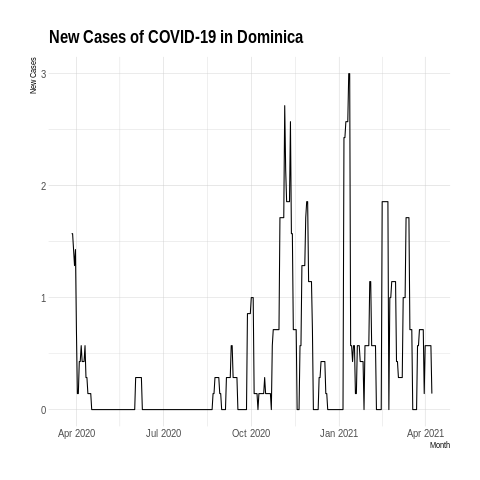 New Cases of COVID-19 in Dominica
New Cases
3
2
1
0
Apr 2020 Jul 2020 Oct 2020 Jan 2021 Apr 2021
Month